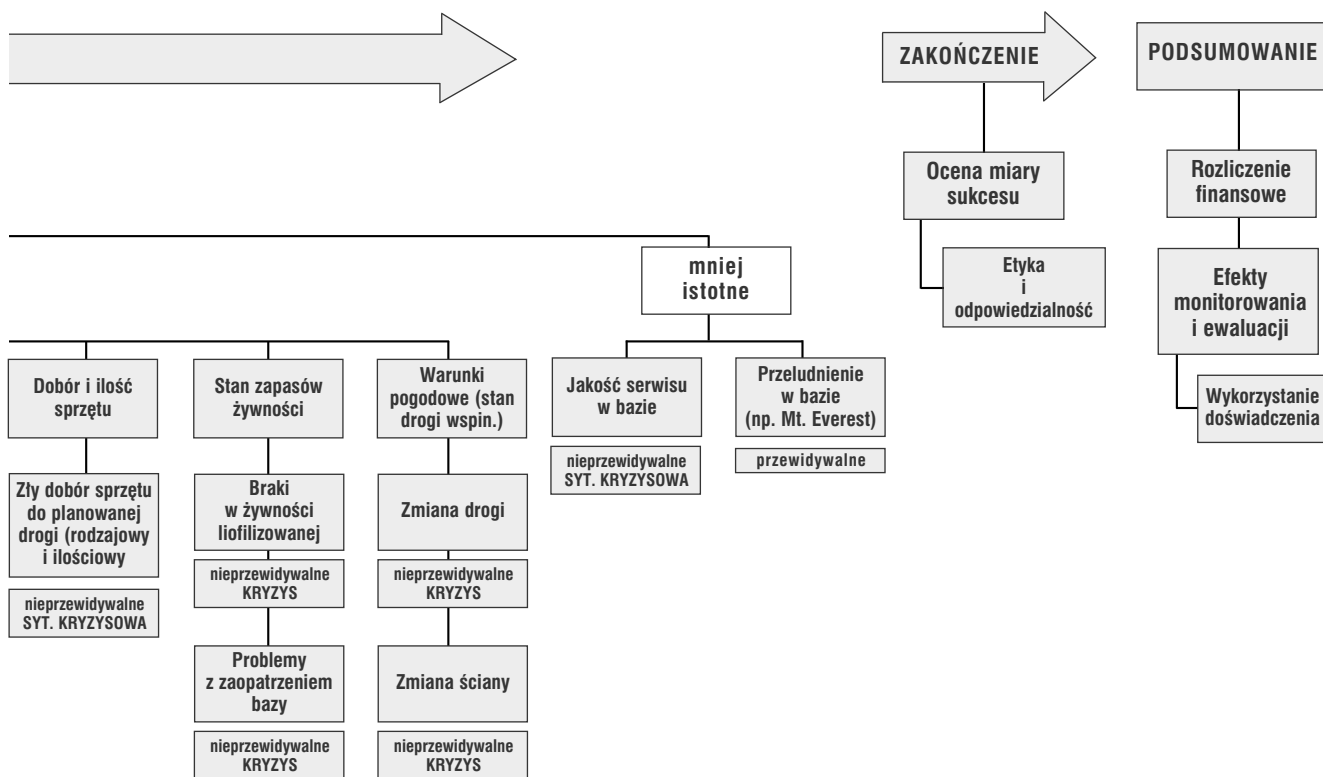 ZAKOŃCZENIE
PODSUMOWANIE
Ocena miary
sukcesu
Etyka
i
odpowiedzialność
Rozliczenie
finansowe
Efekty
monitorowania
i ewaluacji
Wykorzystanie
doświadczenia
mniej
istotne
Dobór i ilość
sprzętu
Zły dobór sprzętu
do planowanej
drogi (rodzajowy
i ilościowy
nieprzewidywalne
SYT. KRYZYSOWA
Stan zapasów
żywności
Braki
w żywności
liofilizowanej
nieprzewidywalne
KRYZYS
Problemy
z zaopatrzeniem
bazy
nieprzewidywalne
KRYZYS
Warunki
pogodowe (stan
drogi wspin.)
Zmiana drogi
nieprzewidywalne
KRYZYS
Zmiana ściany
nieprzewidywalne
KRYZYS
Jakość serwisu
w bazie
nieprzewidywalne
SYT. KRYZYSOWA
Przeludnienie
w bazie
(np. Mt. Everest)
przewidywalne